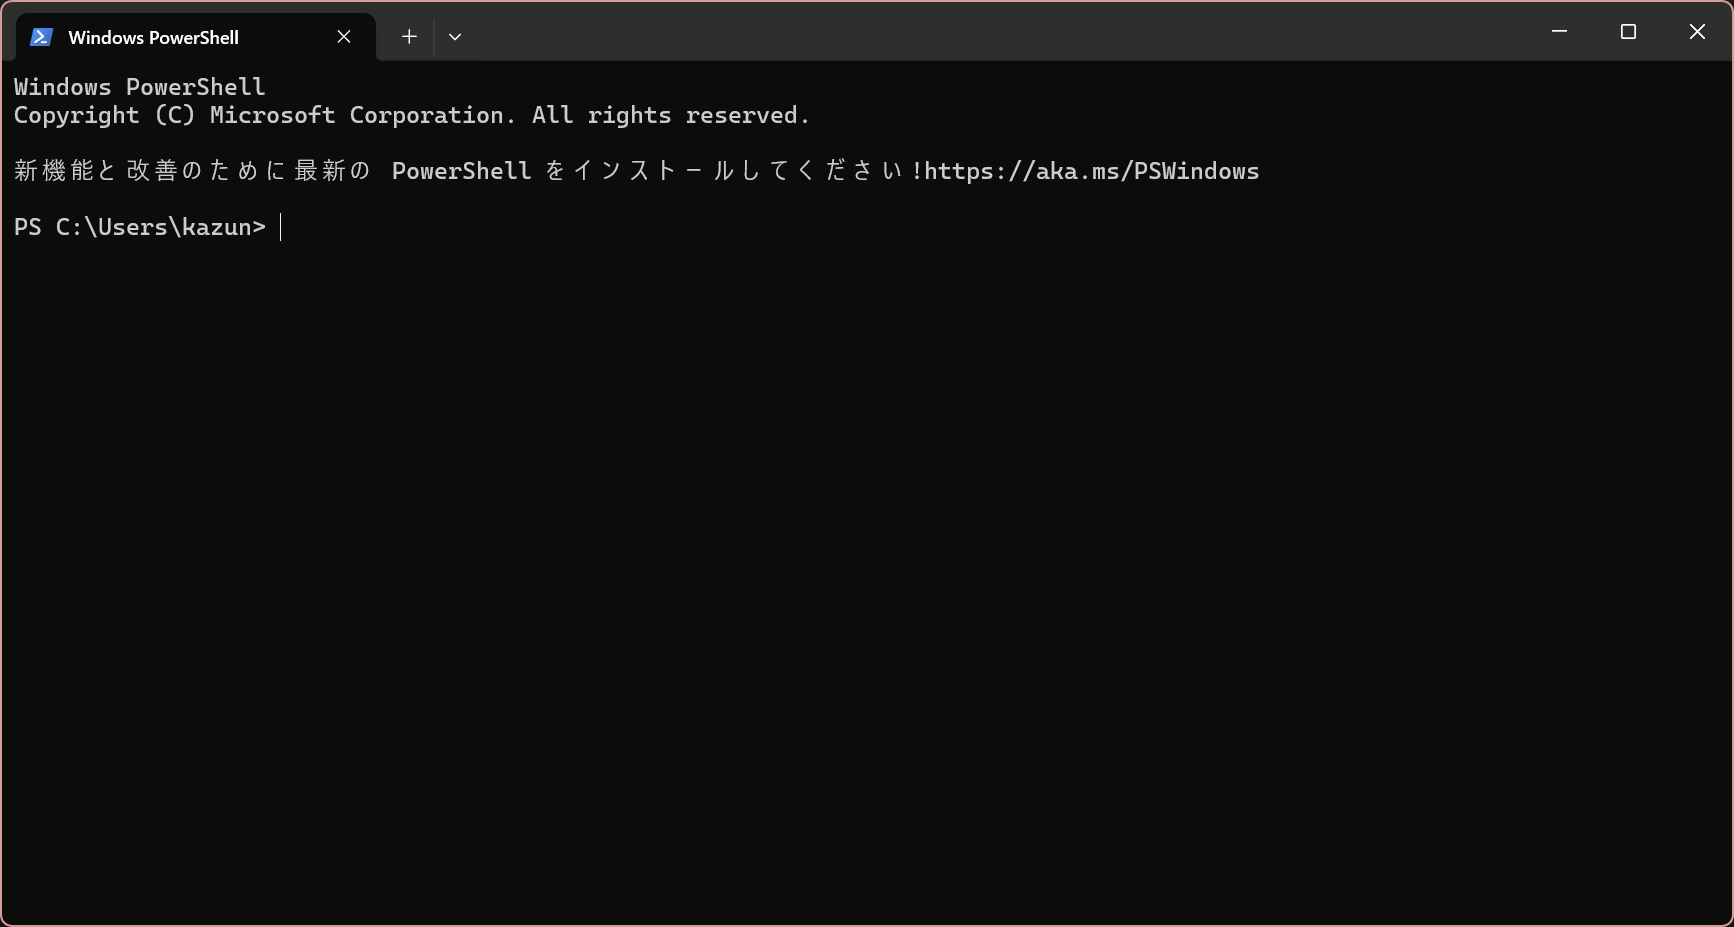 Windows PowerShell
Windows PowerShell
Copyright (C) Microsoft Corporation. All rights reserved.
新機能と改善のために最新の PowerShell をインストールしてください!https://aka.ms/PSWindows
PS C:\Users\kazun>